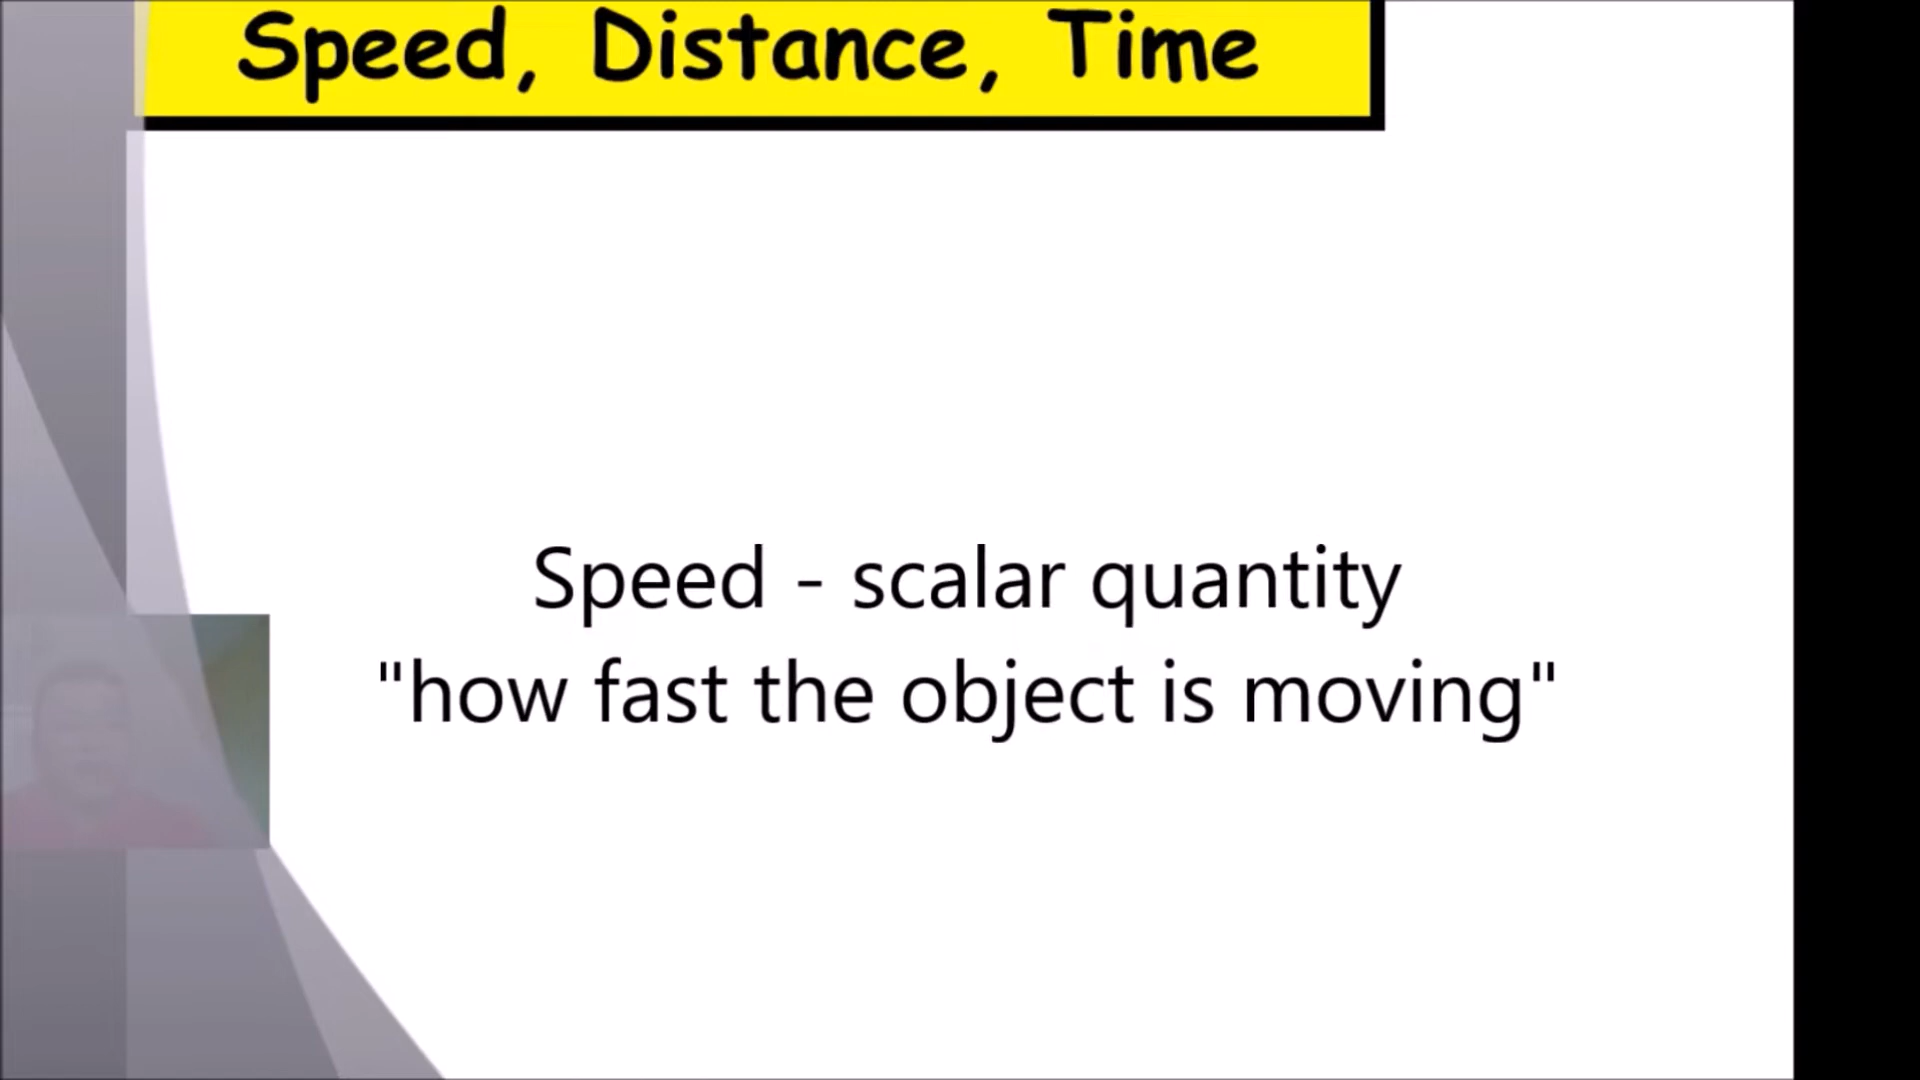 Speed, Distance, Time
Speed - scalar quantity
"how fast the object is moving"